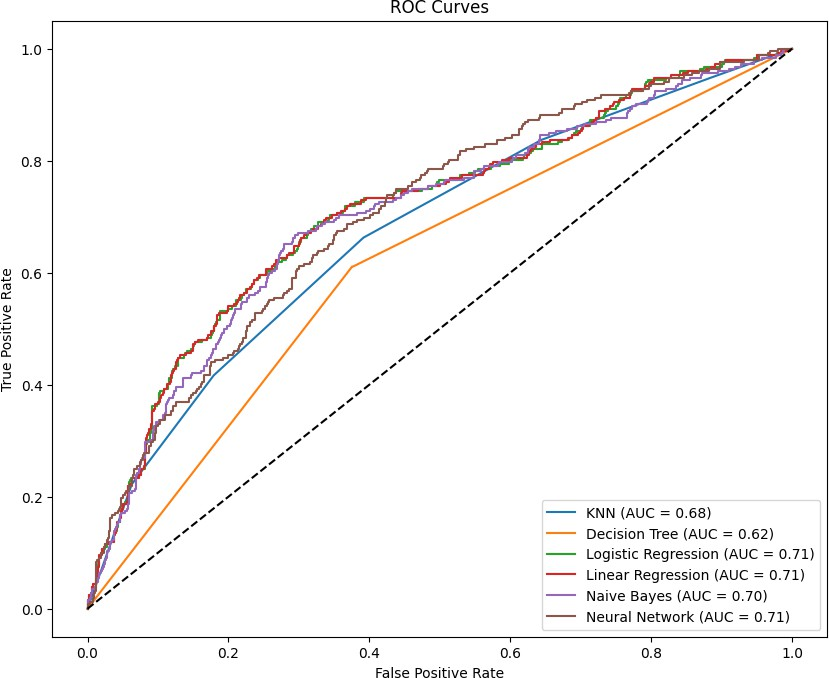 ROC Curves
True Positive Rate
1.0
0.8
0.6
0.4
0.2
0.0
KNN (AUC = 0.68)
Decision Tree (AUC = 0.62)
Logistic Regression (AUC = 0.71)
Linear Regression (AUC = 0.71)
Naive Bayes (AUC = 0.70)
Neural Network (AUC = 0.71)
0.0 0.2 0.4 0.6 0.8 1.0
False Positive Rate